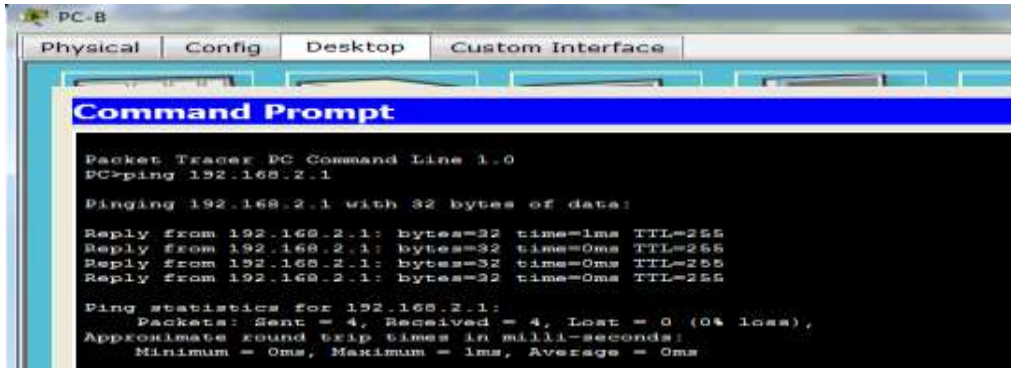 PC-B
Physical Config Desktop Custom Interface
Command Prompt
Packet Tracer PC Command Line 1.0
PC>ping 192.168.2.1
Pinging 192.168.2.1 with 32 bytes of data:
Reply from 192.168.2.1: bytes=32 time=1ms TTL=255
Reply from 192.168.2.1: bytes=32 time=0ms TTL=255
Reply from 192.168.2.1: bytes=32 time=0ms TTL=255
Reply from 192.168.2.1: bytes=32 time=0ms TTL=255
Ping statistics for 192.168.2.1:
Packets: Sent = 4, Received = 4, Lost = 0 (0% loss),
Approximate round trip times in milli-seconds:
Minimum = 0ms, Maximum = 1ms, Average = 0ms